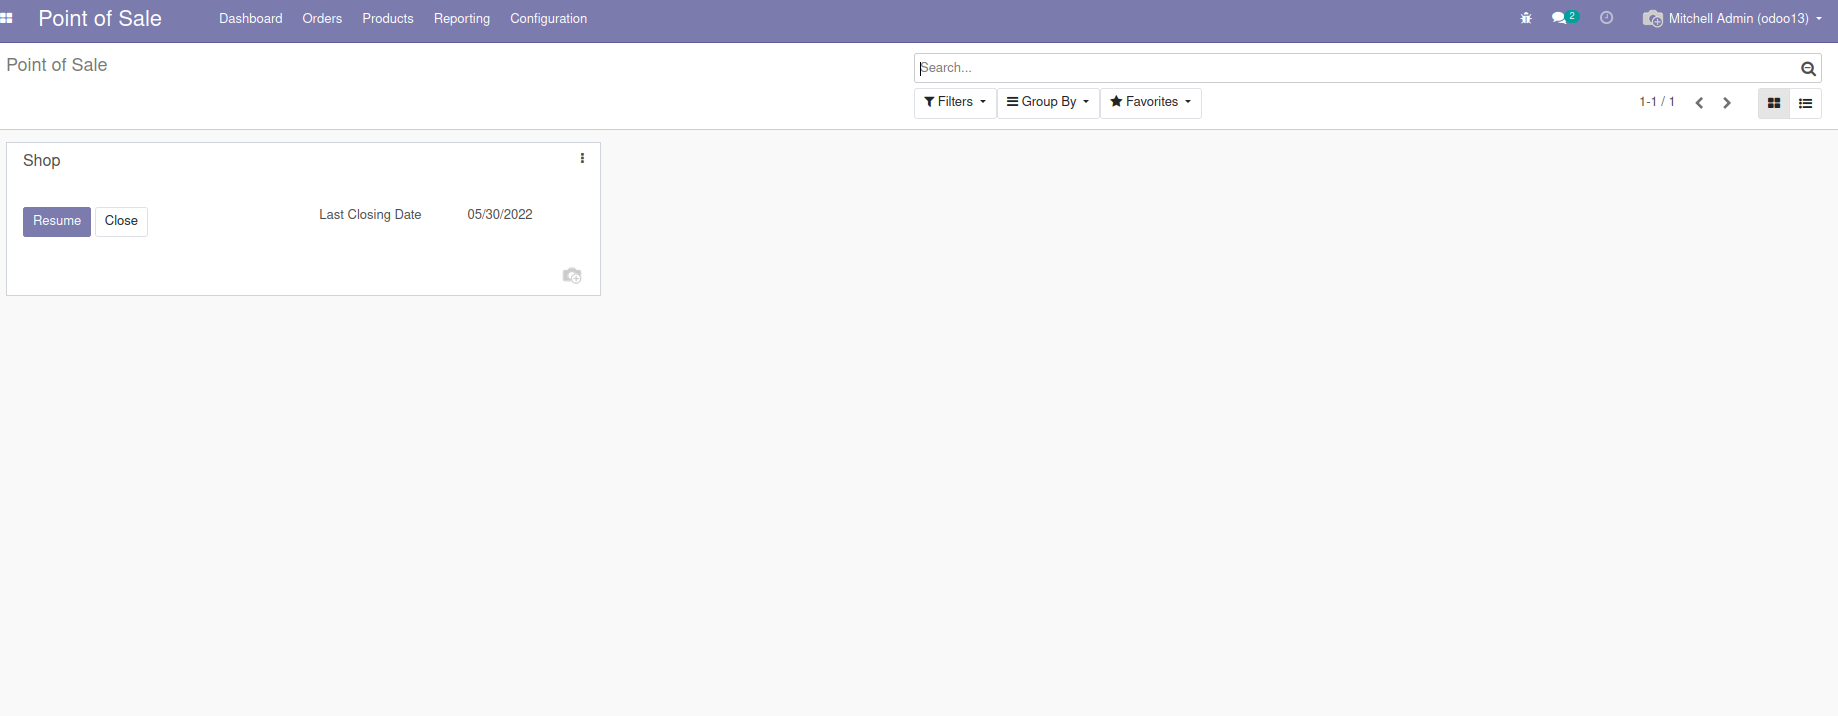 Point of Sale Dashboard Orders Products Reporting Configuration 2 Mitchell Admin (odoo13)
Point of Sale
Search...
Filters Group By Favorites 1-1 / 1
Shop
Resume Close Last Closing Date 05/30/2022